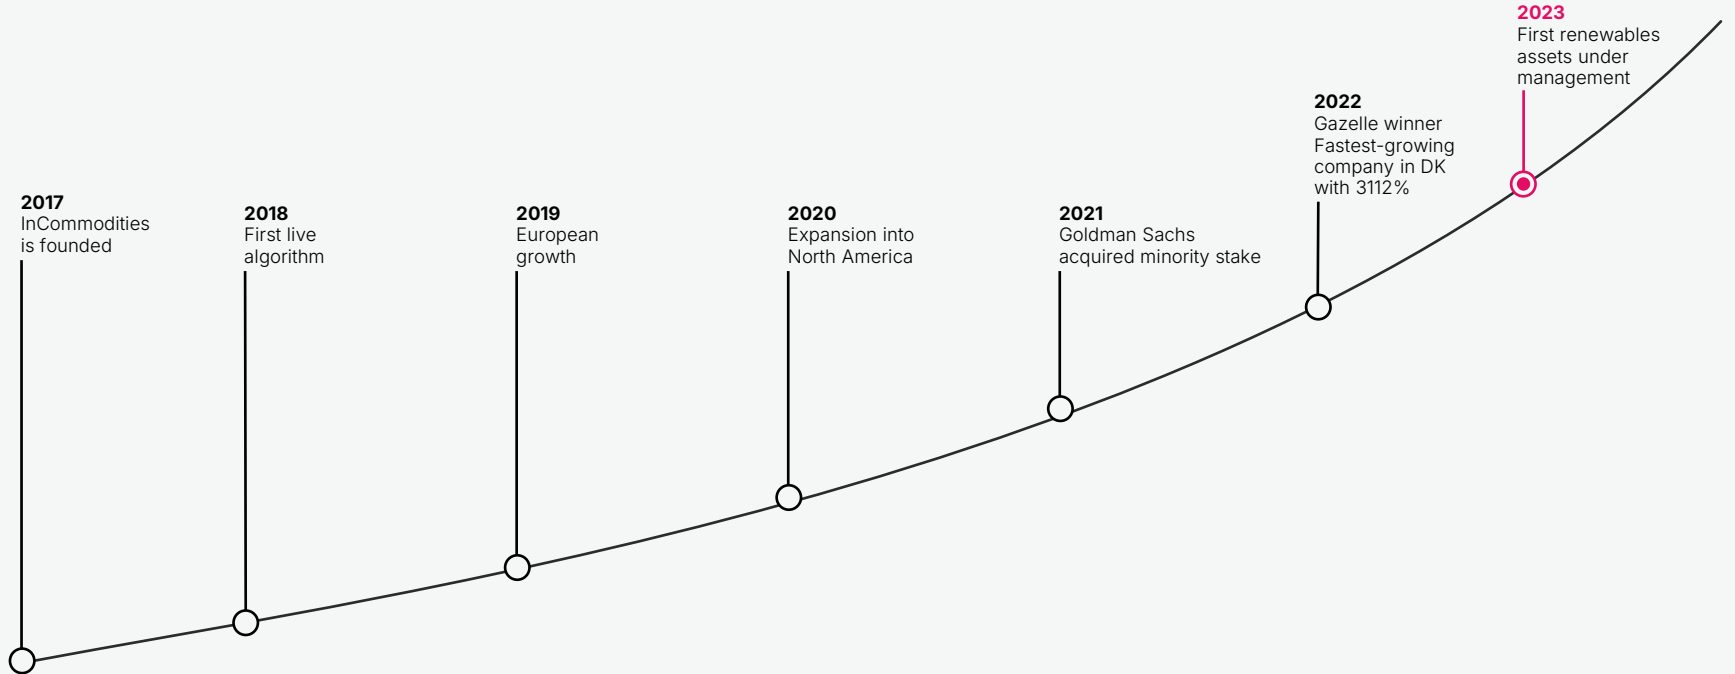 2017
InCommodities
is founded
2018
First live
algorithm
2019
European
growth
2020
Expansion into
North America
2021
Goldman Sachs
acquired minority stake
2022
Gazelle winner
Fastest-growing
company in DK
with 3112%
2023
First renewables
assets under
management